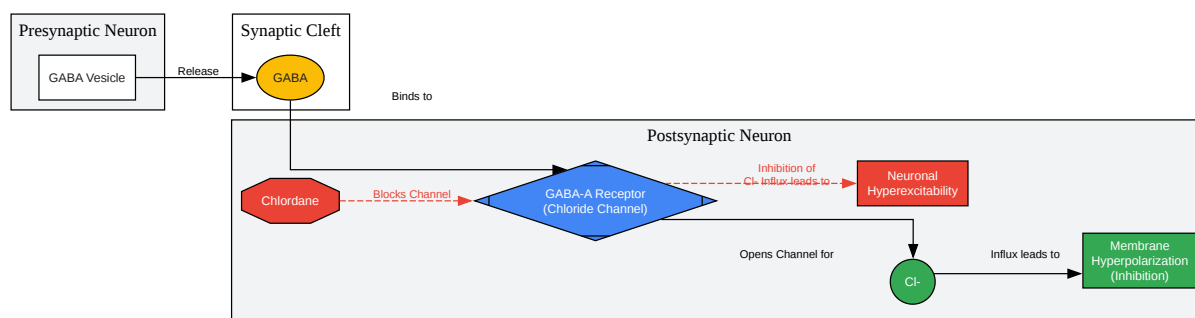 Presynaptic Neuron
Synaptic Cleft
GABA Vesicle
Release
GABA
Binds to
Postsynaptic Neuron
Chlordane
Blocks Channel
GABA-A Receptor
(Chloride Channel)
Inhibition of
Cl- Influx leads to
Neuronal
Hyperexcitability
Opens Channel for
Cl-
Influx leads to
Membrane
Hyperpolarization
(Inhibition)